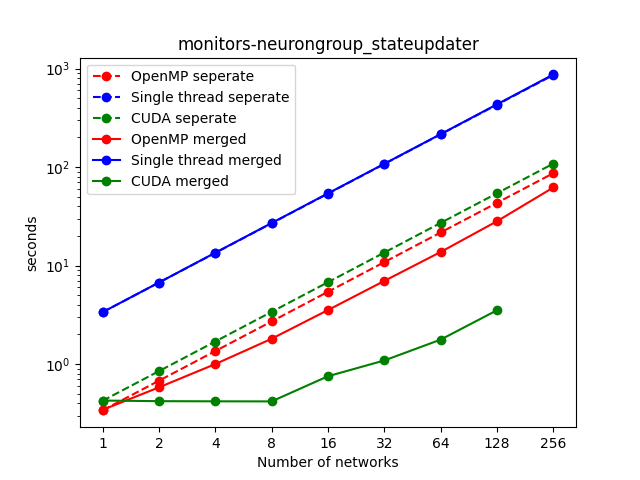 monitors-neurongroup_stateupdater
OpenMP seperate
Single thread seperate
CUDA seperate
OpenMP merged
Single thread merged
CUDA merged
10³
10²
10¹
10⁰
seconds
1 2 4 8 16 32 64 128 256
Number of networks